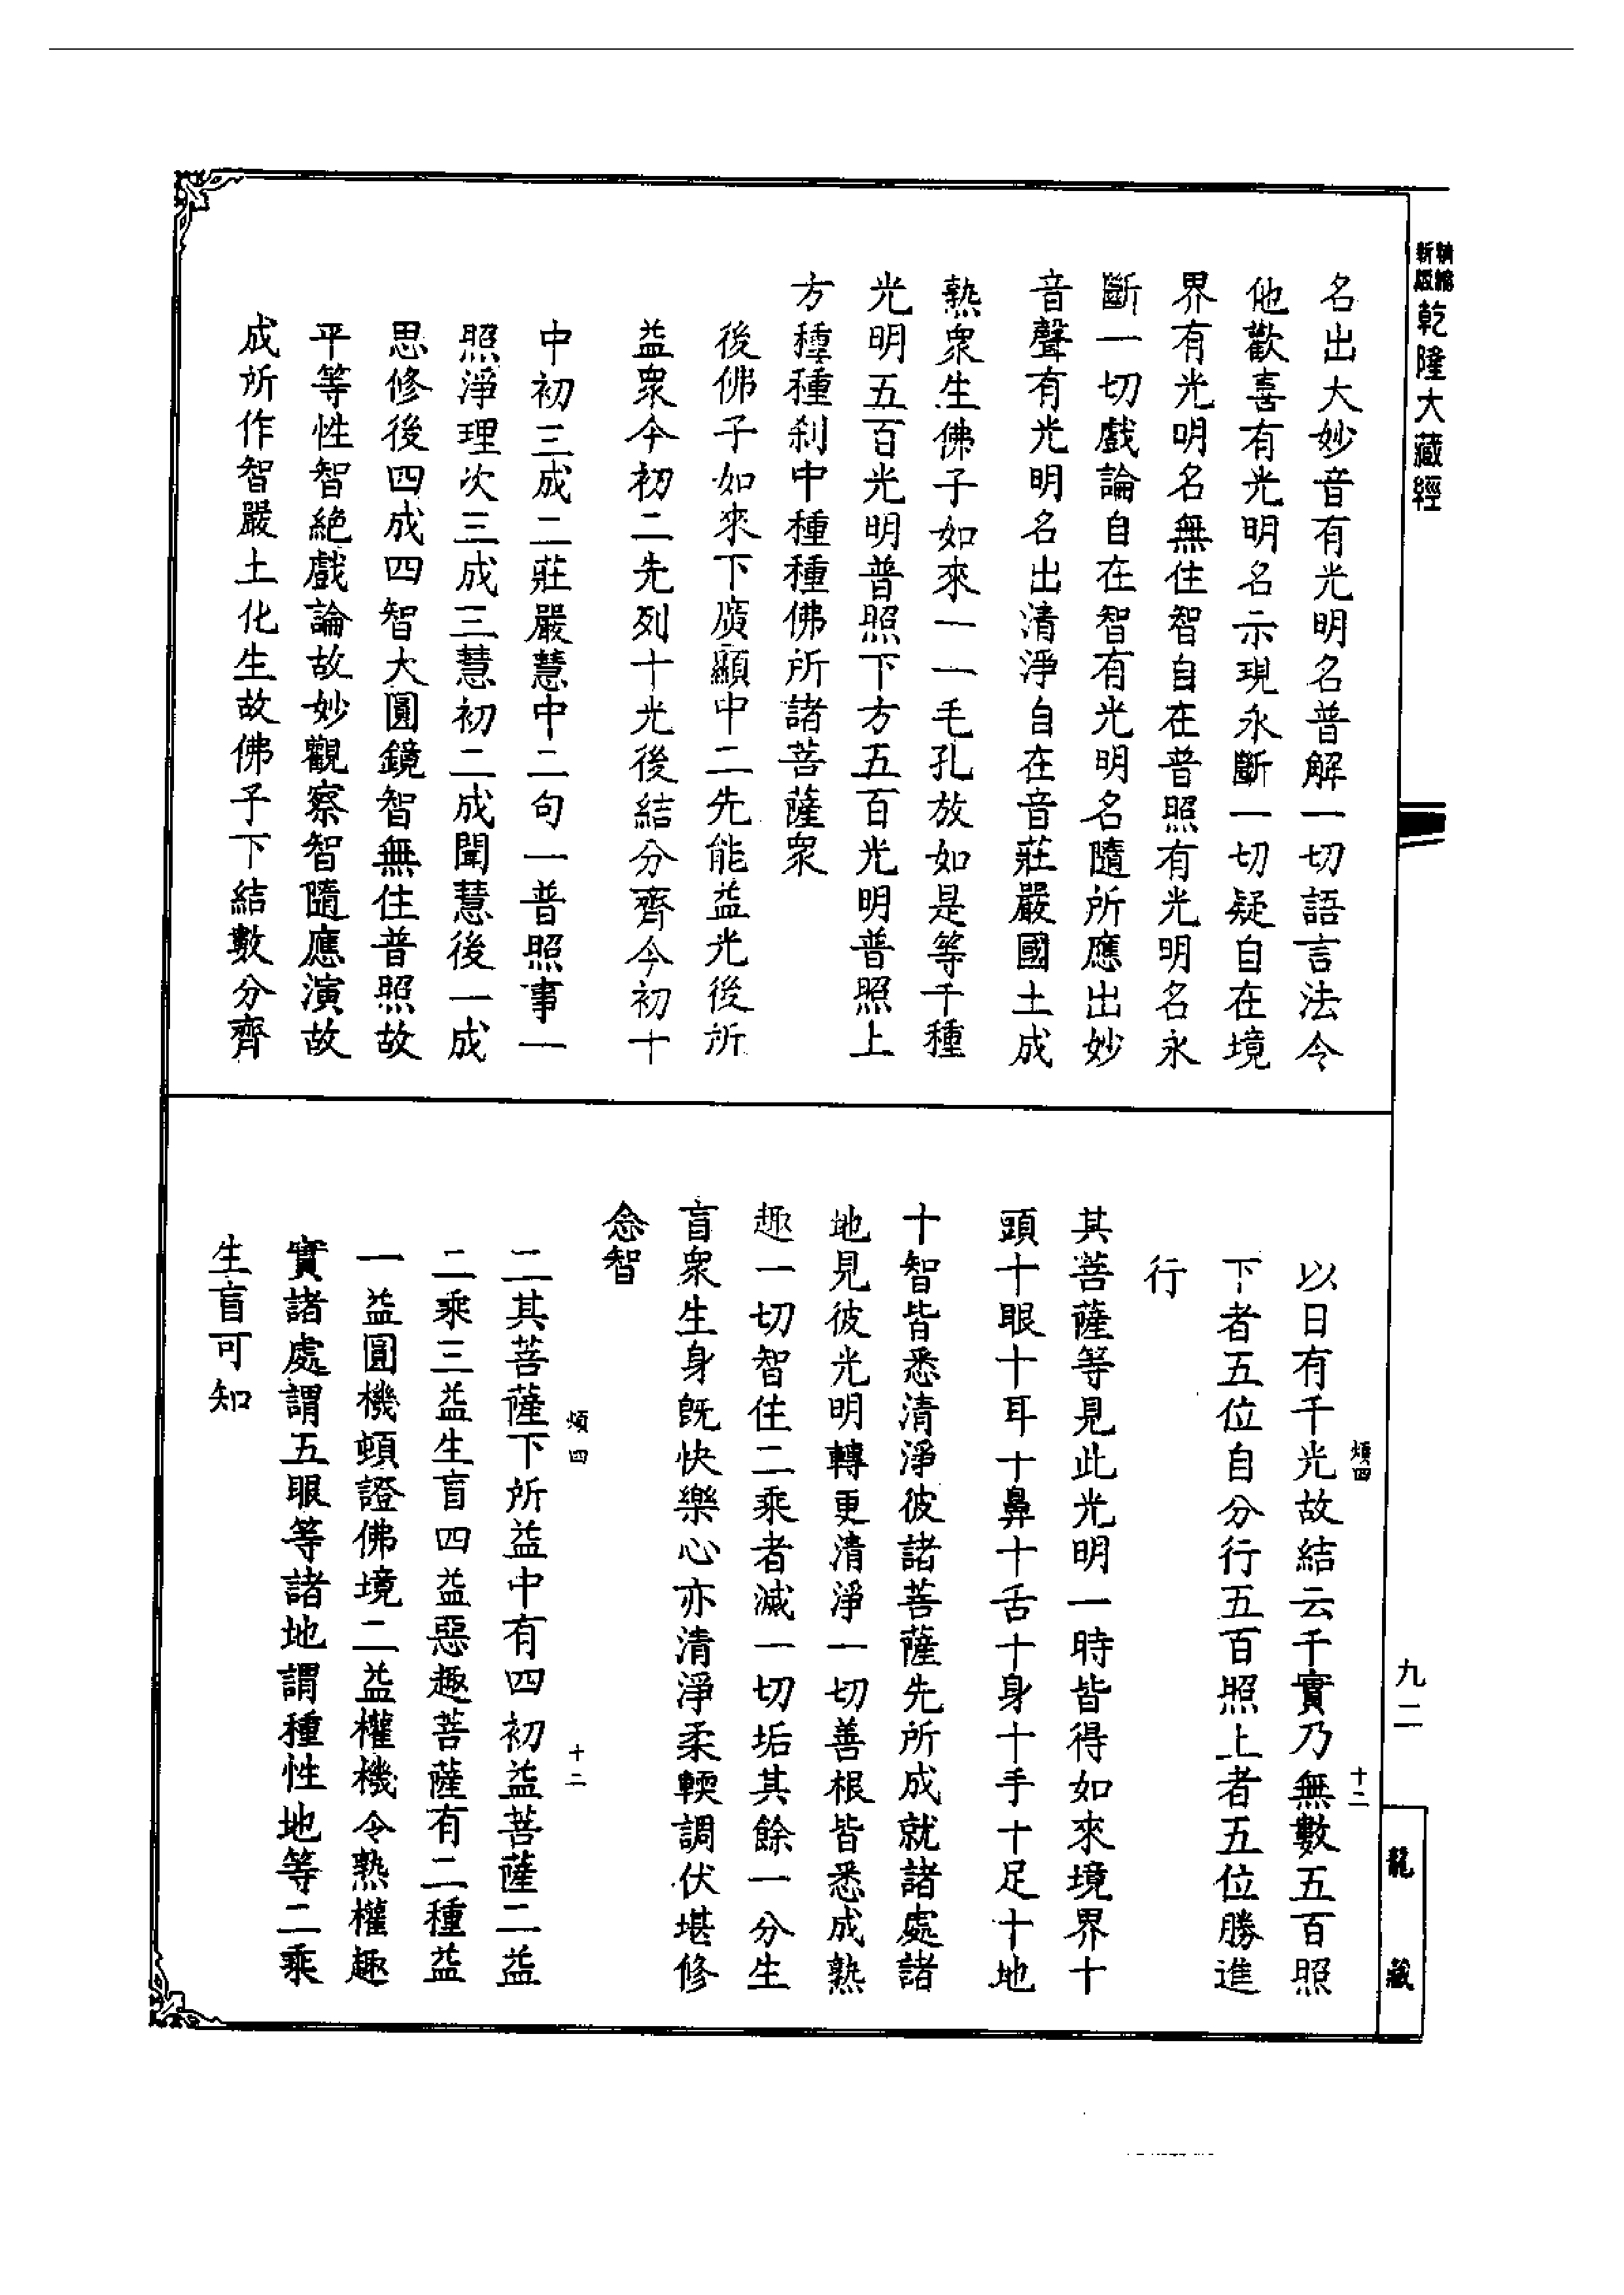 精縮新版乾隆大藏經
名出大妙音有光明名普解一切語言法令
他歡喜有光明名示現永斷一切疑自在境
界有光明名無住智自在普照有光明名永
斷一切戲論自在智有光明名隨所應出妙
音聲有光明名出清淨自在音莊嚴國土成
熟衆生佛子如來一一毛孔放如是等千種
光明五百光明普照下方五百光明普照上
方種種刹中種種佛所諸菩薩衆
後佛子如來下廣顯中二先能益光後所
益衆今初二先列十光後結分齊今初十
中初三成二莊嚴慧中二句一普照事一
照淨理次三成三慧初二成聞慧後一成
思修後四成四智大圓鏡智無住普照故
平等性智絕戲論故妙觀察智隨應演故
成所作智嚴土化生故佛子下結數分齊
以日有千光故結云千實乃無數五百照
下者五位自分行五百照上者五位勝進
行
其菩薩等見此光明一時皆得如來境界十
頭十眼十耳十鼻十舌十身十手十足十地
十智皆悉清淨彼諸菩薩先所成就諸處諸
地見彼光明轉更清淨一切善根皆悉成熟
趣一切智住二乘者滅一切垢其餘一分生
盲衆生身旣快樂心亦清淨柔輭調伏堪修
念智
二其菩薩下所益中有四初益菩薩二益
二乘三益生盲四益惡趣菩薩有二種益
一益圓機頓證佛境二益權機令熟權趣
實諸處謂五眼等諸地謂種性地等二乘
生盲可知
煩四
十二
煩四
十二
九二
龍藏